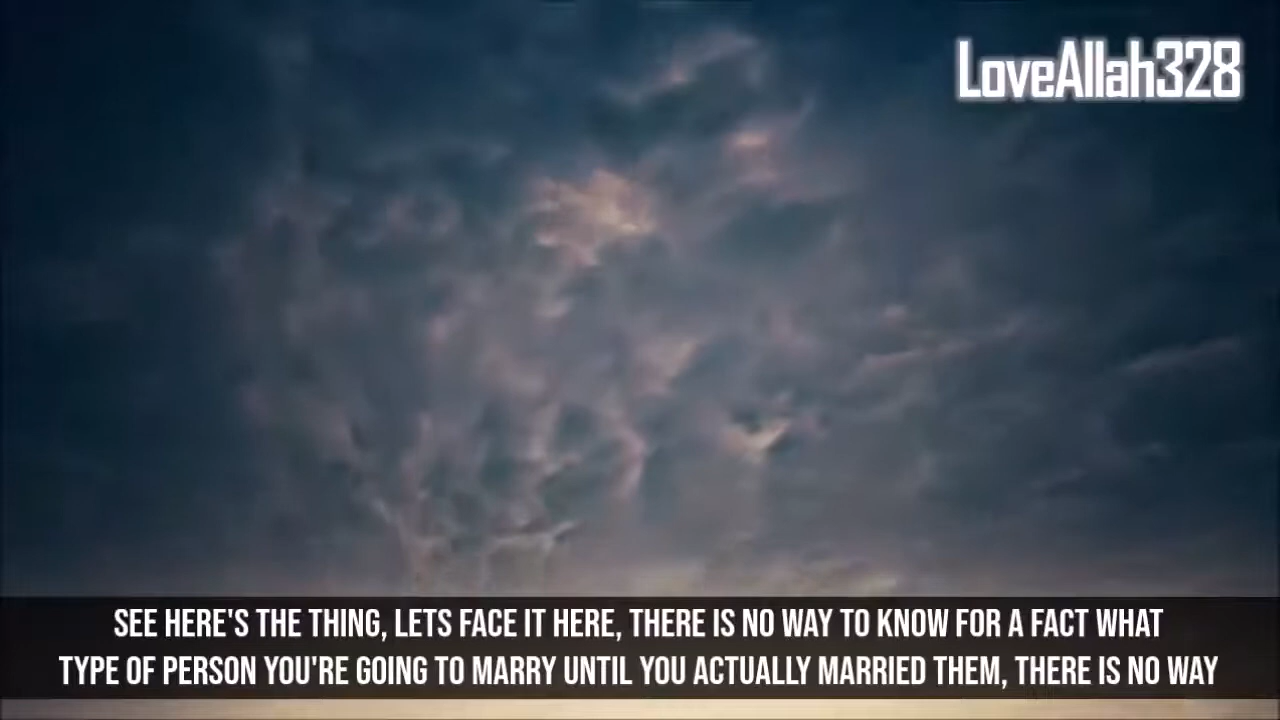 LoveAllah328
SEE HERE'S THE THING, LETS FACE IT HERE, THERE IS NO WAY TO KNOW FOR A FACT WHAT
TYPE OF PERSON YOU'RE GOING TO MARRY UNTIL YOU ACTUALLY MARRIED THEM, THERE IS NO WAY